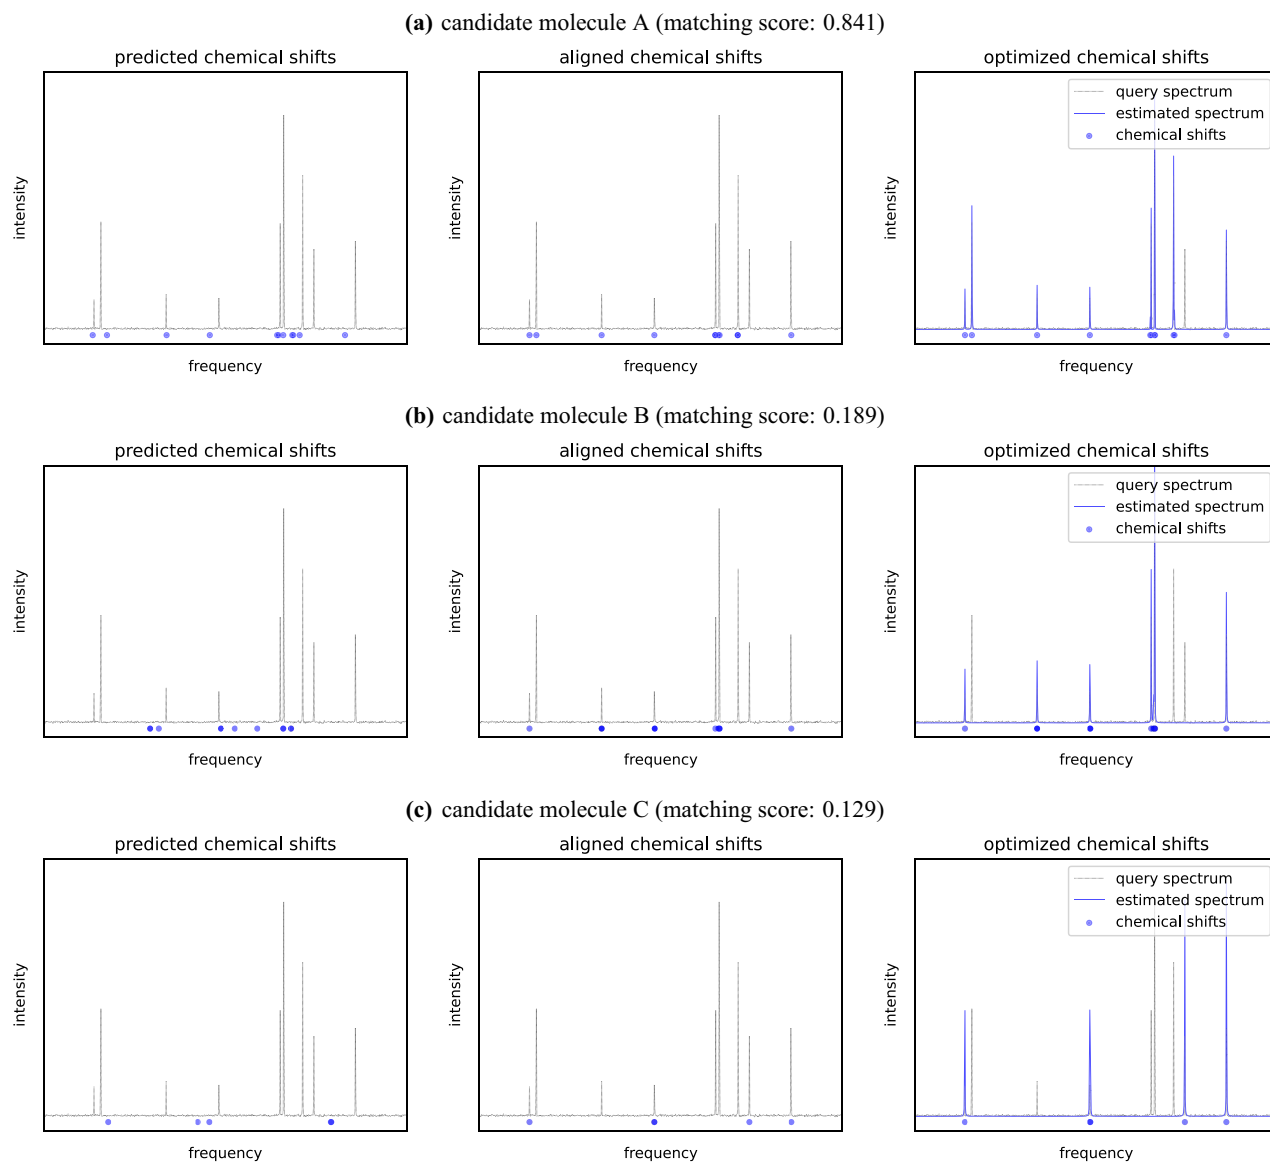 (a) candidate molecule A (matching score: 0.841)
predicted chemical shifts
aligned chemical shifts
optimized chemical shifts
intensity
intensity
intensity
query spectrum
estimated spectrum
chemical shifts
frequency
frequency
frequency
(b) candidate molecule B (matching score: 0.189)
predicted chemical shifts
aligned chemical shifts
optimized chemical shifts
intensity
intensity
intensity
query spectrum
estimated spectrum
chemical shifts
frequency
frequency
frequency
(c) candidate molecule C (matching score: 0.129)
predicted chemical shifts
aligned chemical shifts
optimized chemical shifts
intensity
intensity
intensity
query spectrum
estimated spectrum
chemical shifts
frequency
frequency
frequency